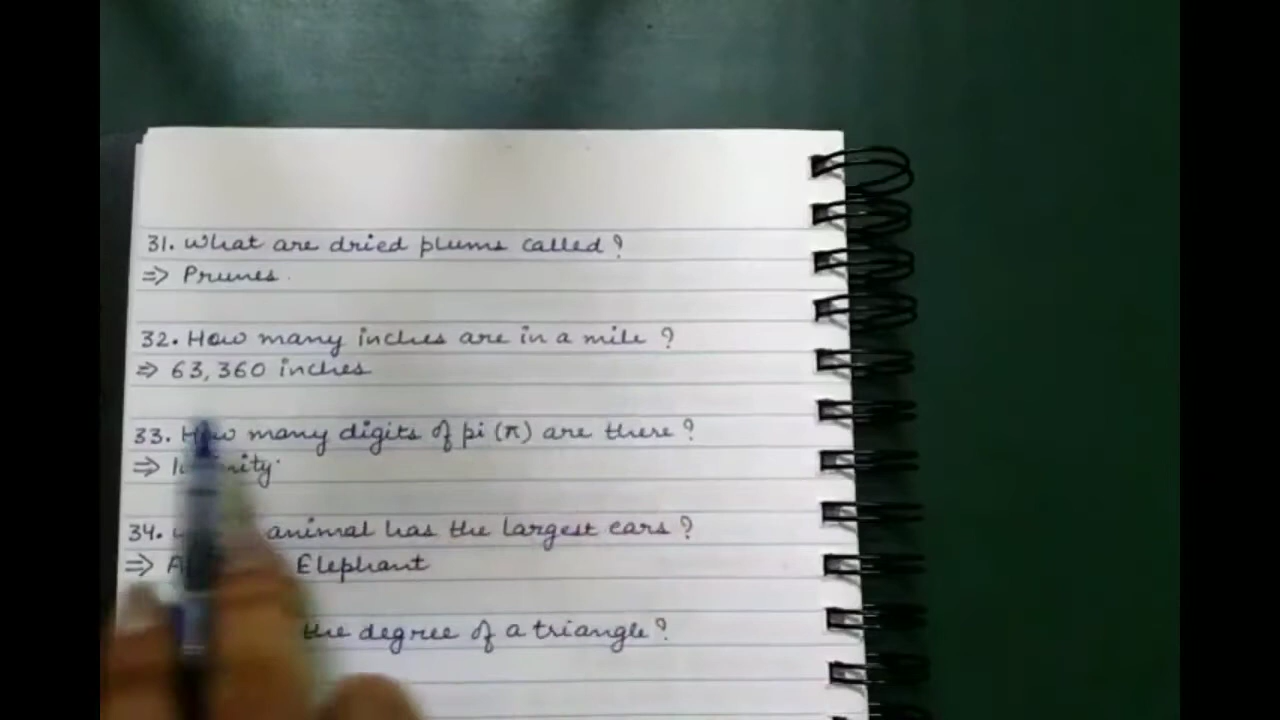 31. What are dried plums called?
⇒ Prunes.
32. How many inches are in a mile?
⇒ 63,360 inches
33. How many digits of pi (π) are there?
⇒
34. animal has the largest ears?
⇒ Elephant
the degree of a triangle?